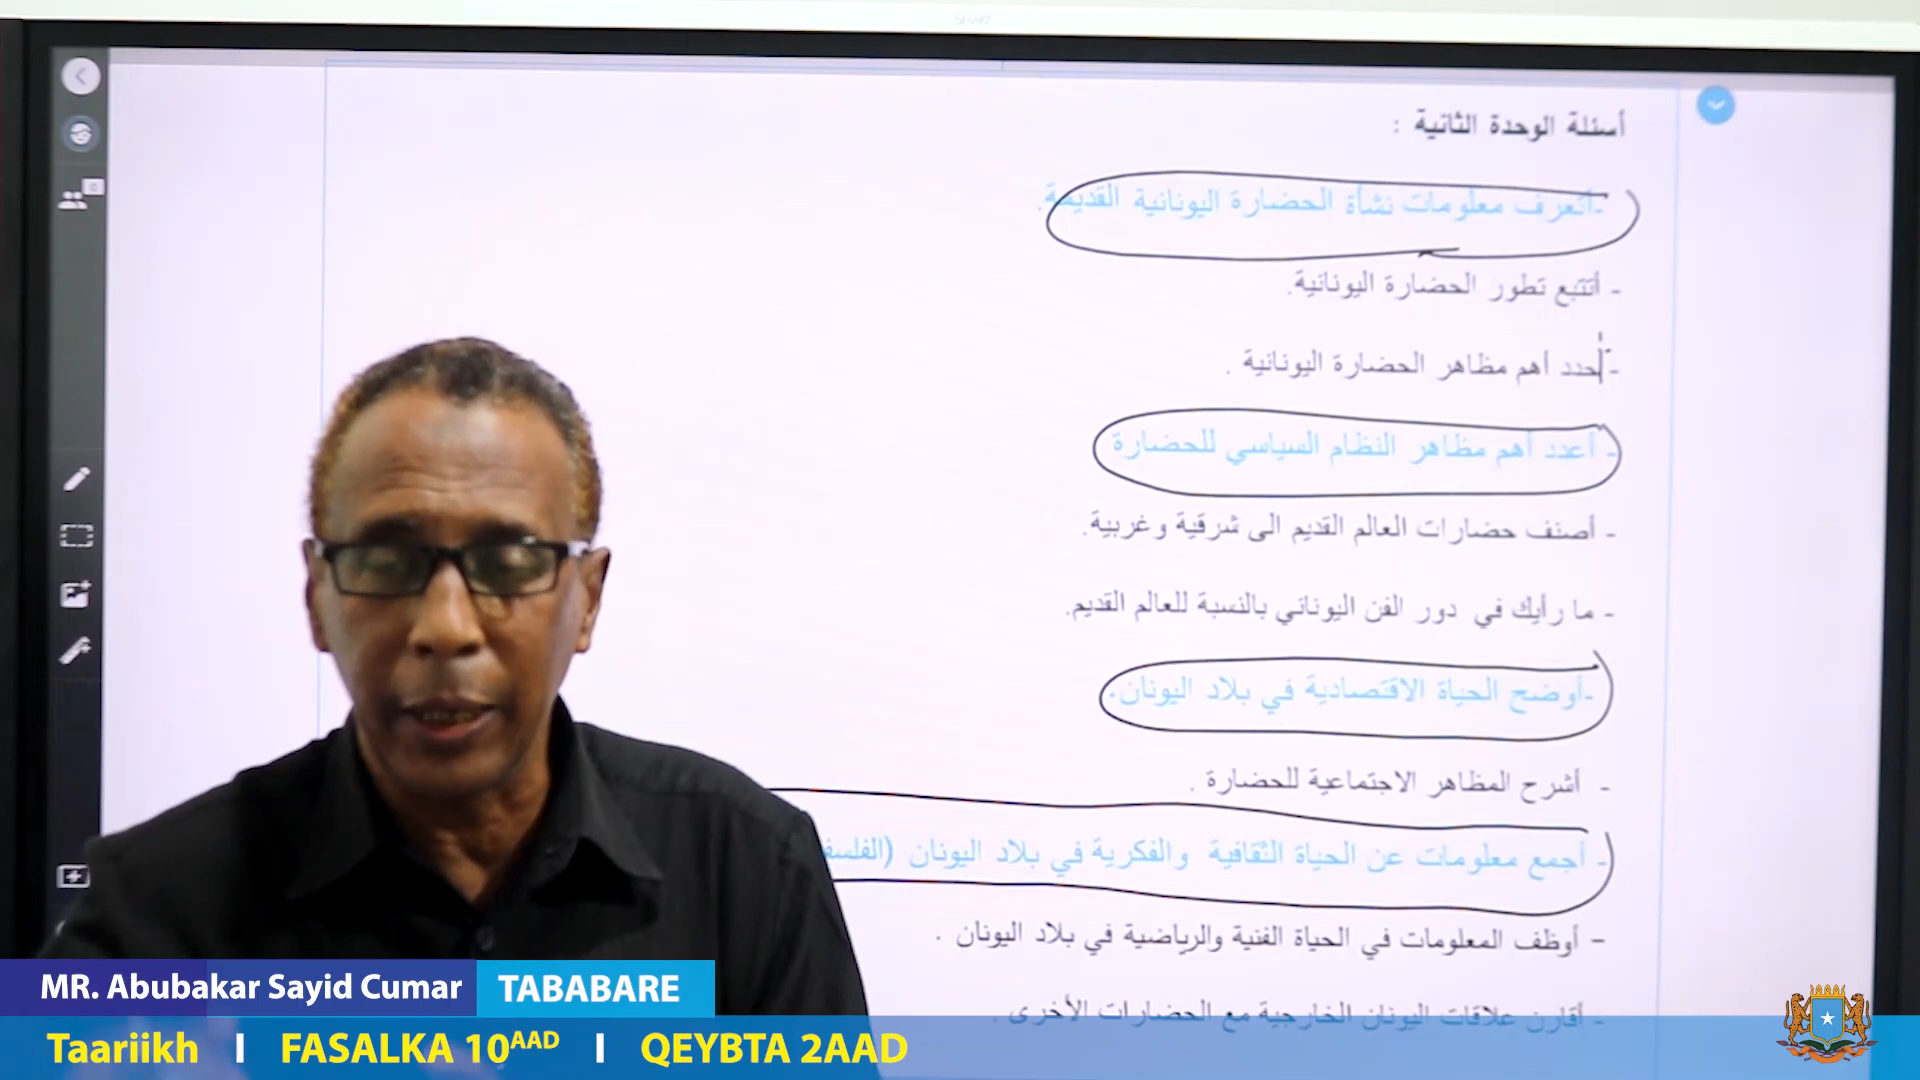 SMART
أسئلة الوحدة الثانية :
-أتعرف معلومات نشأة الحضارة اليونانية القديمة.
- أتتبع تطور الحضارة اليونانية.
-أحدد أهم مظاهر الحضارة اليونانية .
- أعدد أهم مظاهر النظام السياسي للحضارة
- أصنف حضارات العالم القديم الى شرقية وغربية.
- ما رأيك في دور الفن اليوناني بالنسبة للعالم القديم.
-أوضح الحياة الاقتصادية في بلاد اليونان.
- أشرح المظاهر الاجتماعية للحضارة .
- أجمع معلومات عن الحياة الثقافية والفكرية في بلاد اليونان
– أوظف المعلومات في الحياة الفنية والرياضية في بلاد اليونان .
- أقارن علاقات اليونان الخارجية مع الحضارات الأخرى .
MR. Abubakar Sayid Cumar TABABARE
Taariikh I FASALKA 10AAD I QEYBTA 2AAD